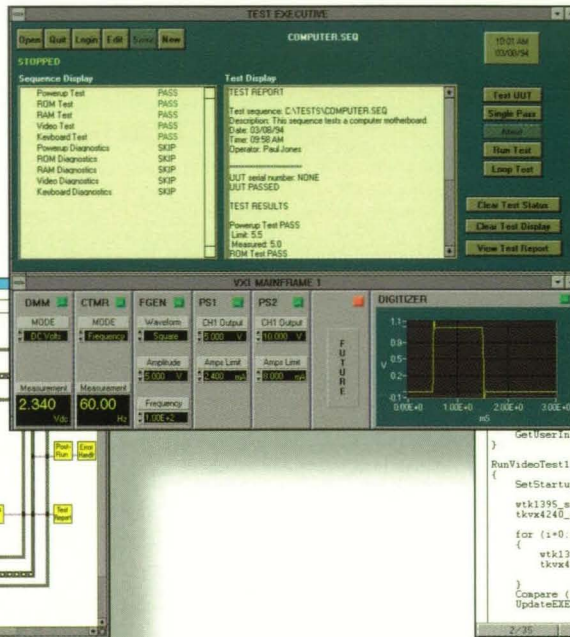 TEST EXECUTIVE
Open Quit Login Edit Save New
COMPUTER.SEQ
10:01 AM
03/08/94
STOPPED
Sequence Display
Powerup Test PASS
ROM Test PASS
RAM Test PASS
Video Test PASS
Keyboard Test PASS
Powerup Diagnostics SKIP
ROM Diagnostics SKIP
RAM Diagnostics SKIP
Video Diagnostics SKIP
Keyboard Diagnostics SKIP
Test Display
TEST REPORT
Test sequence: C:\TESTS\COMPUTER.SEQ
Description: This sequence tests a computer motherboard
Date: 03/08/94
Time: 09:58 AM
Operator: Paul Jones
UUT serial number: NONE
UUT PASSED
TEST RESULTS
Powerup Test PASS
Limit: 5.5
Measured: 5.0
ROM Test PASS
Test UUT
Single Pass
Abort
Run Test
Loop Test
Clear Test Status
Clear Test Display
View Test Report
VXI MAINFRAME 1
DMM
MODE
DC Volts
Measurement
2.340
Vdc
CTMR
MODE
Frequency
Measurement
60.00
Hz
FGEN
Waveform
Square
Amplitude
5.000 V
Frequency
1.00E+2
PS1
CH1 Output
5.000 V
Amps Limit
2.400 mA
PS2
CH1 Output
10.000 V
Amps Limit
8.000 mA
FUTURE
DIGITIZER
1.1
0.8
0.5
0.2
-0.1
V
0.00E+0 1.00E+0 2.00E+0 3.00E+0
mS
Post-Run
Error Handlr
Test Report
GetUserIn
}
RunVideoTest1
{
SetStartu
wtk1395_s
tkvx4240_
for (i+0.
{
wtk13
tkvx4
}
Compare (
UpdateEXE
2/35